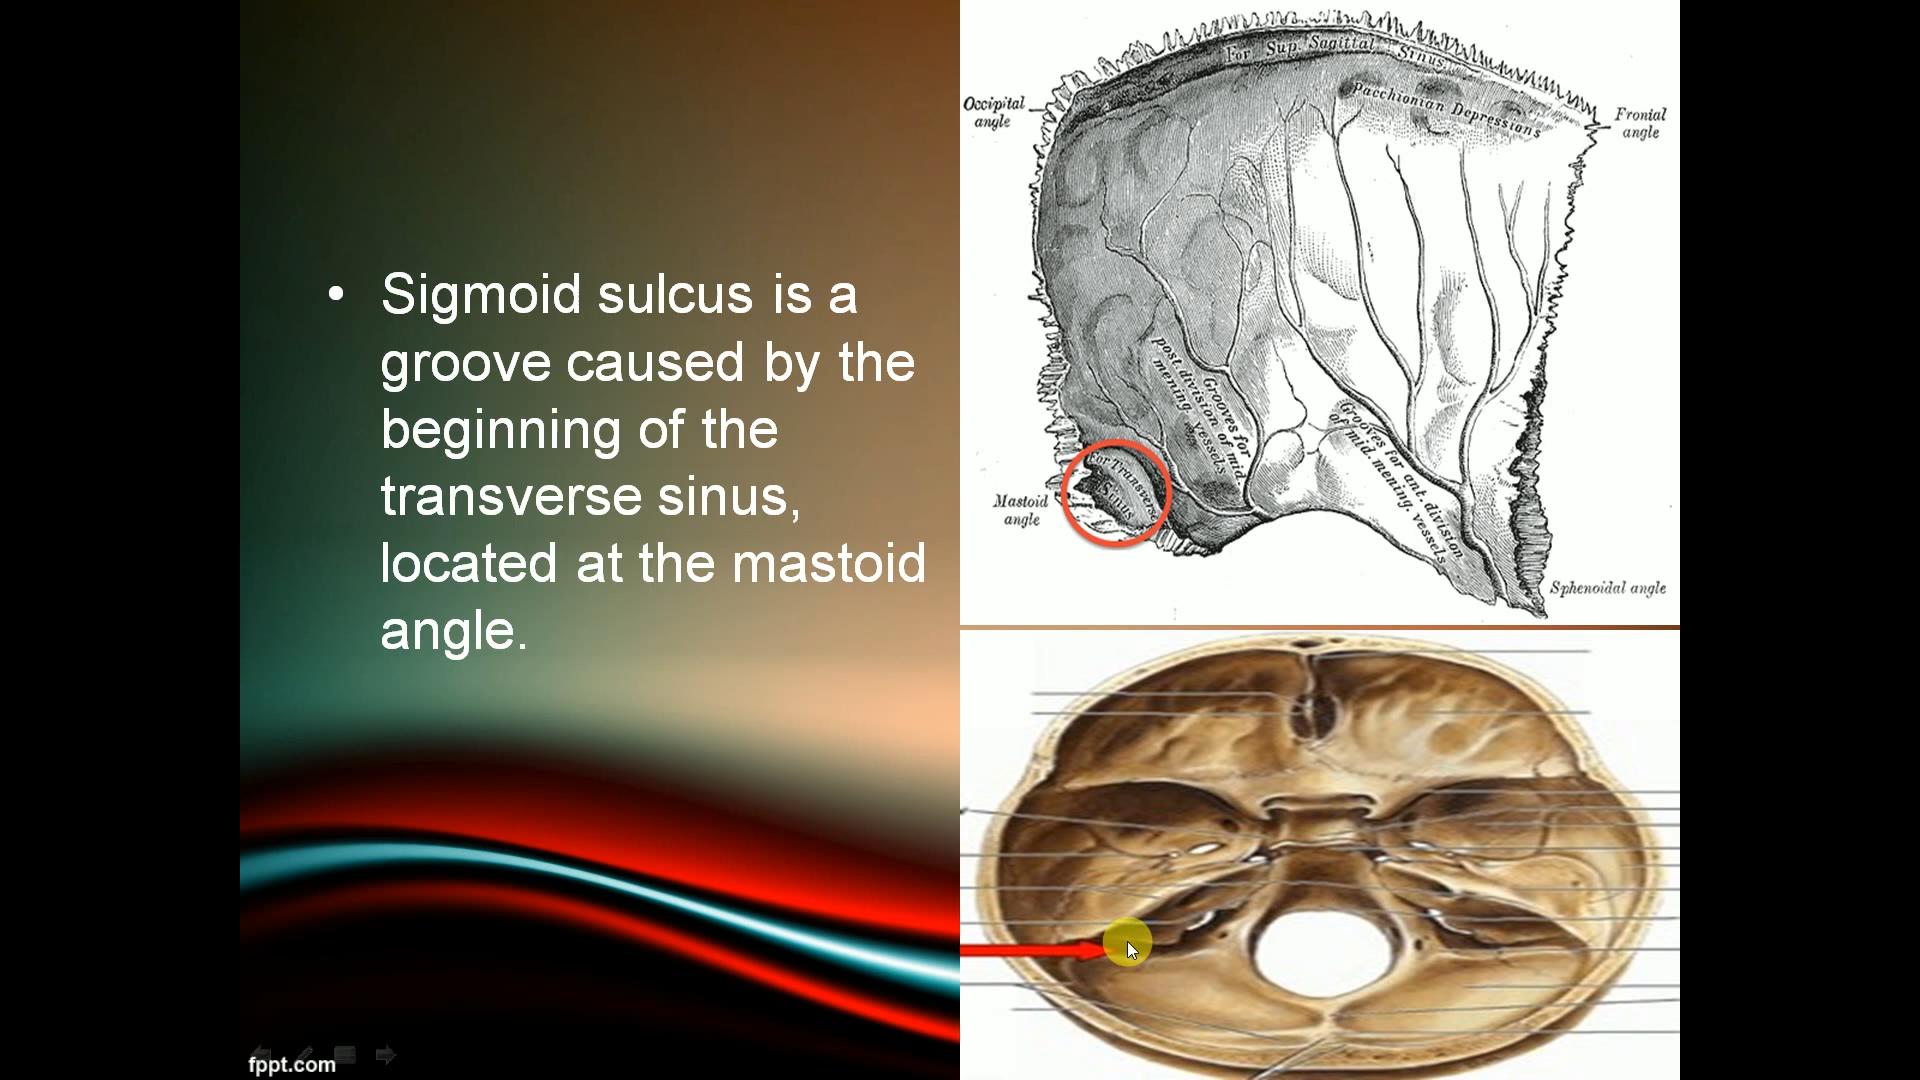 • Sigmoid sulcus is a
groove caused by the
beginning of the
transverse sinus,
located at the mastoid
angle.
fppt.com
For Sup. Sagittal Sinus
Pacchionian Depressions
Occipital
angle
Fronial
angle
Grooves for
post. division of mid.
mening. vessels
Grooves for ant. division
of mid. mening. vessels
For Transverse
Sinus
Mastoid
angle
Sphenoidal angle